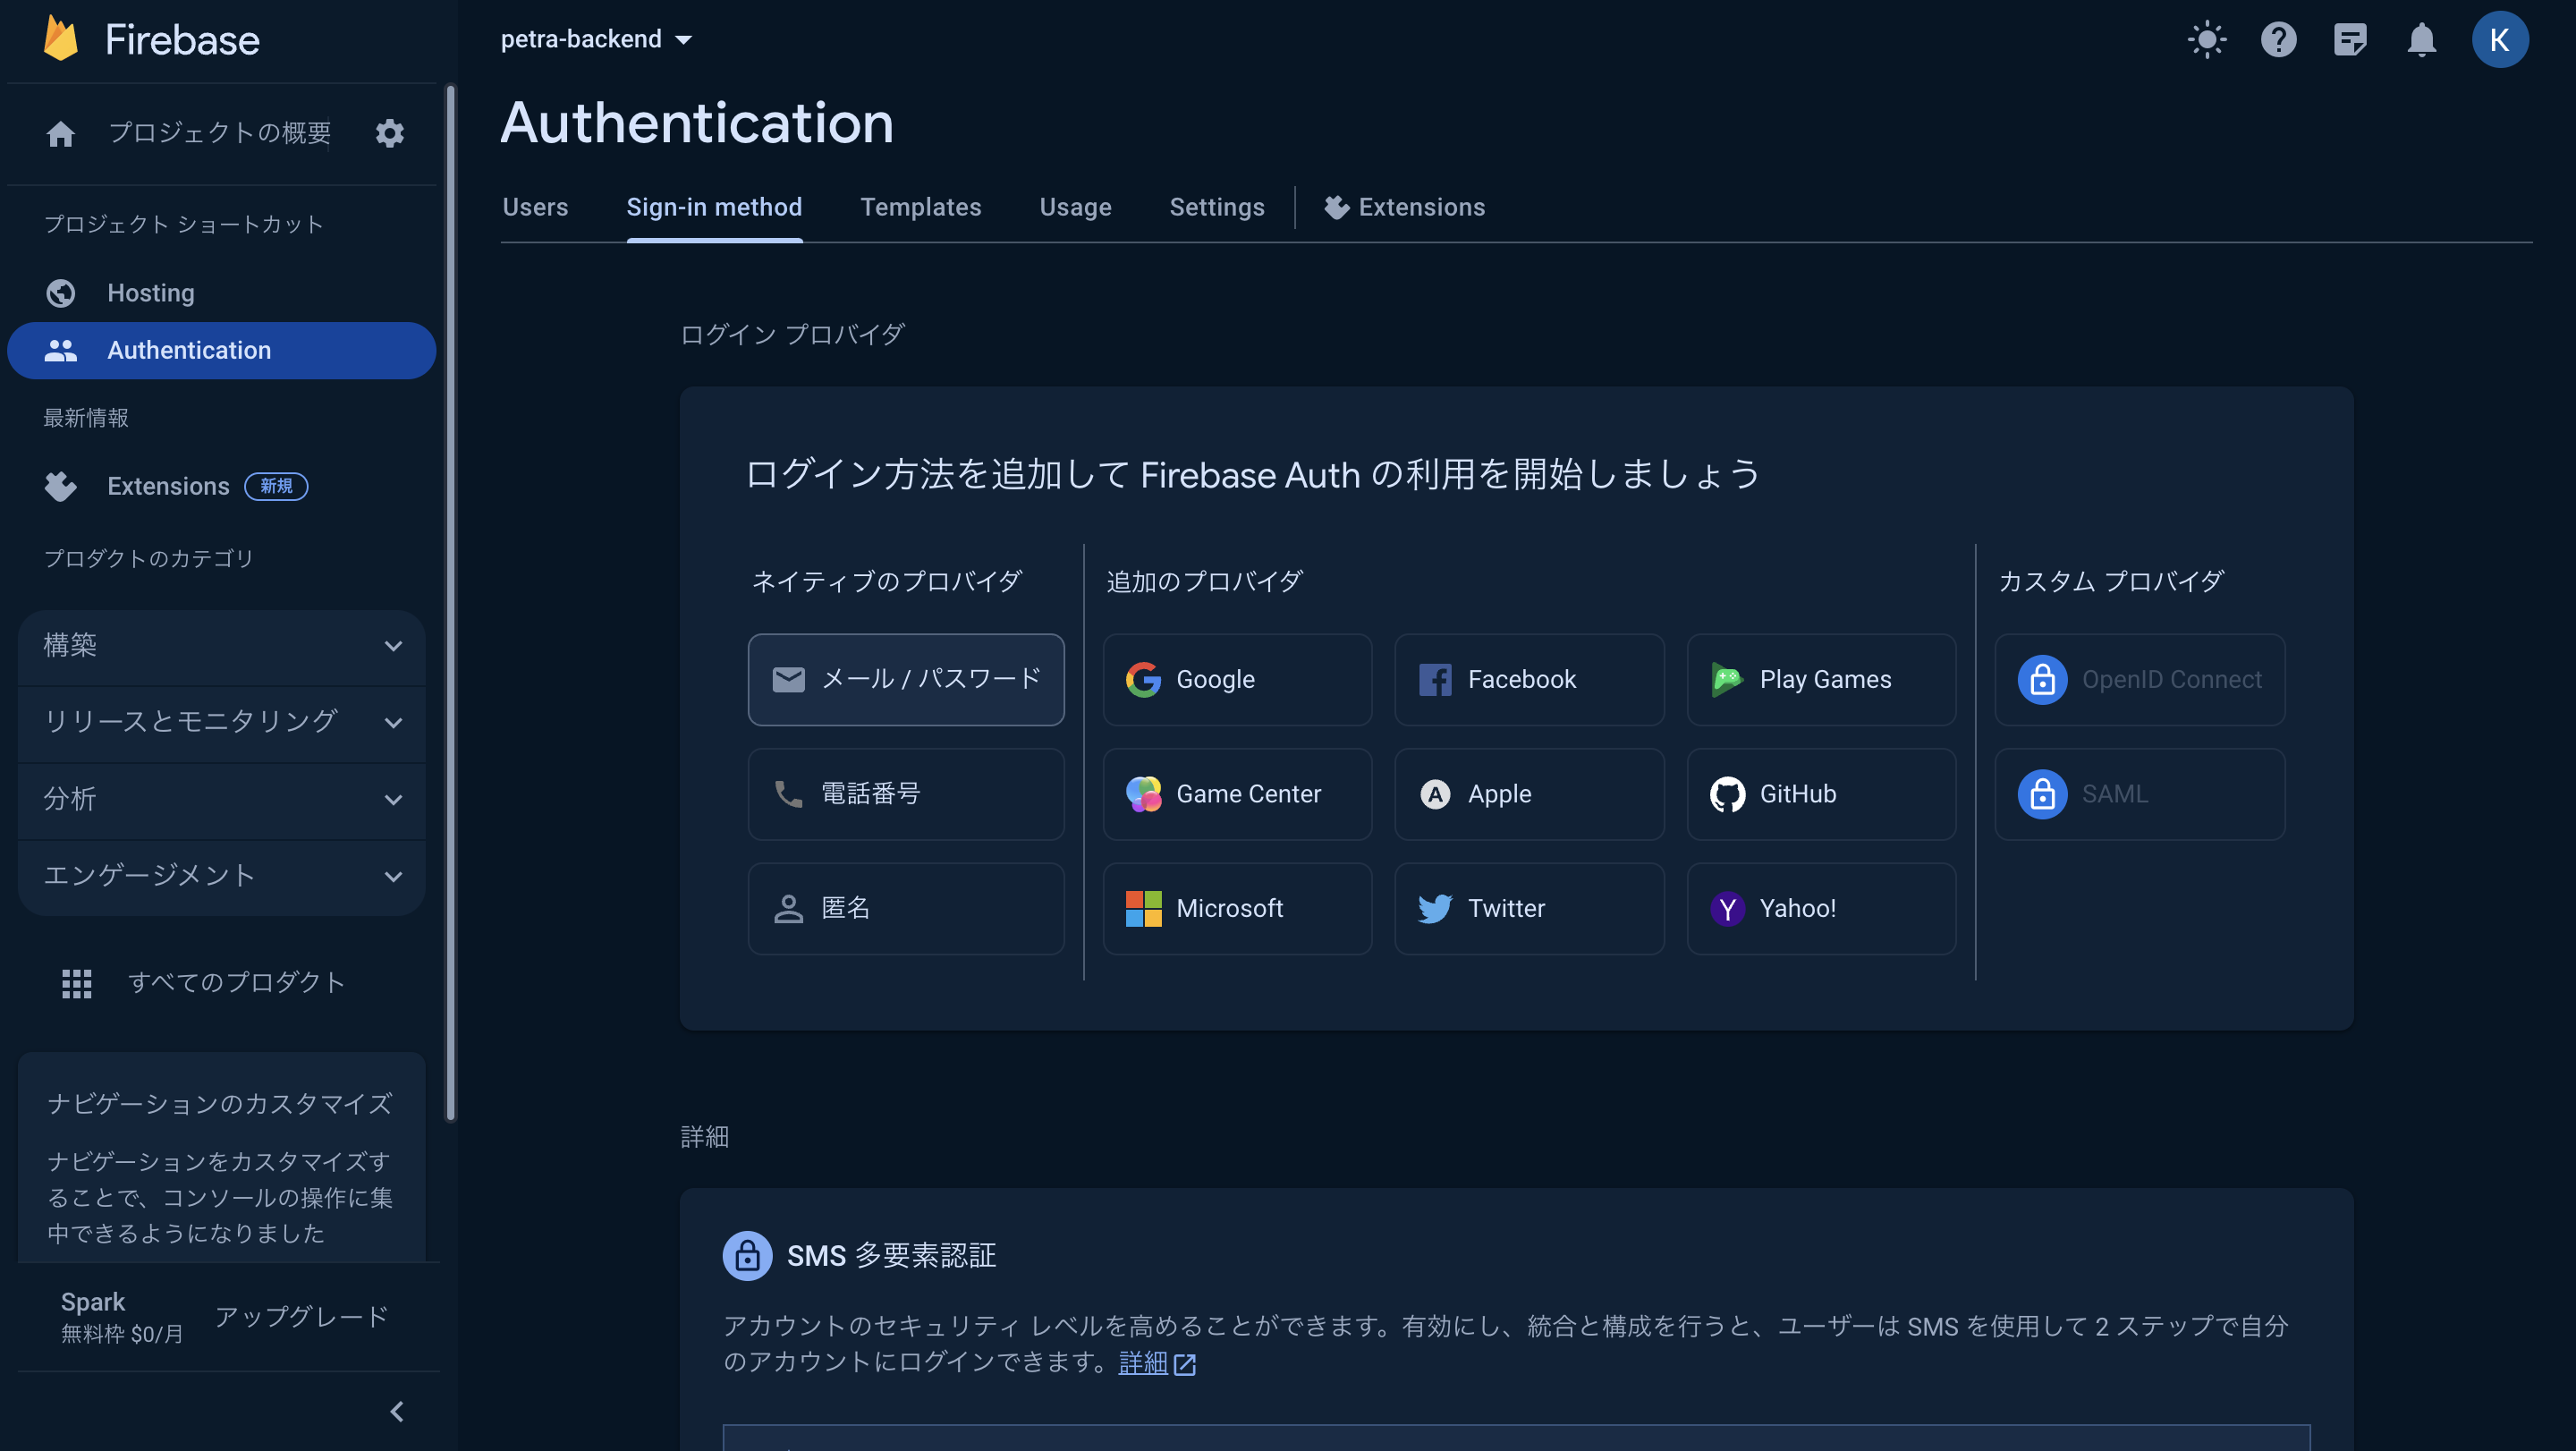 Firebase
プロジェクトの概要
プロジェクト ショートカット
Hosting
Authentication
最新情報
Extensions 新規
プロダクトのカテゴリ
構築
リリースとモニタリング
分析
エンゲージメント
すべてのプロダクト
ナビゲーションのカスタマイズ
ナビゲーションをカスタマイズす
ることで、コンソールの操作に集
中できるようになりました
Spark
無料枠 $0/月
アップグレード
petra-backend
K
Authentication
Users Sign-in method Templates Usage Settings Extensions
ログイン プロバイダ
ログイン方法を追加して Firebase Auth の利用を開始しましょう
ネイティブのプロバイダ
メール / パスワード
電話番号
匿名
追加のプロバイダ
Google Facebook Play Games
Game Center Apple GitHub
Microsoft Twitter Yahoo!
カスタム プロバイダ
OpenID Connect
SAML
詳細
SMS 多要素認証
アカウントのセキュリティ レベルを高めることができます。有効にし、統合と構成を行うと、ユーザーは SMS を使用して 2 ステップで自分
のアカウントにログインできます。詳細